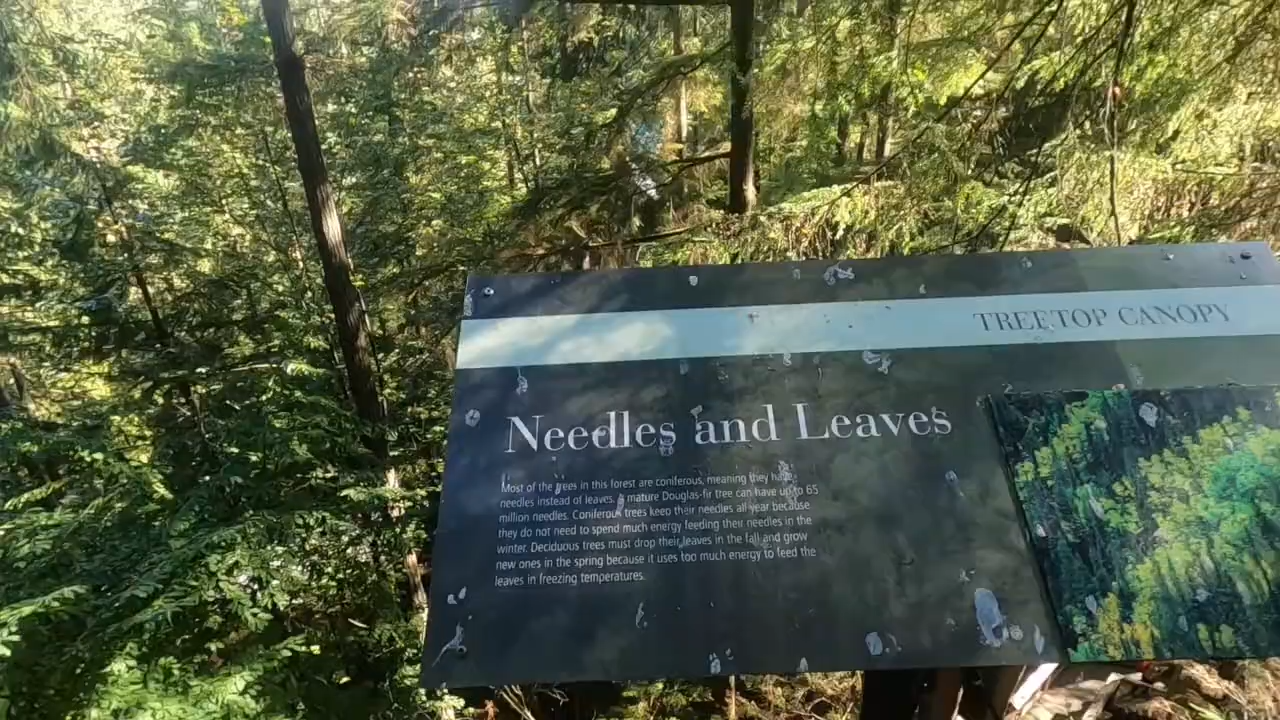 TREETOP CANOPY
Needles and Leaves
Most of the trees in this forest are coniferous, meaning they have
needles instead of leaves. A mature Douglas-fir tree can have up to 65
million needles. Coniferous trees keep their needles all year because
they do not need to spend much energy feeding their needles in the
winter. Deciduous trees must drop their leaves in the fall and grow
new ones in the spring because it uses too much energy to feed the
leaves in freezing temperatures.